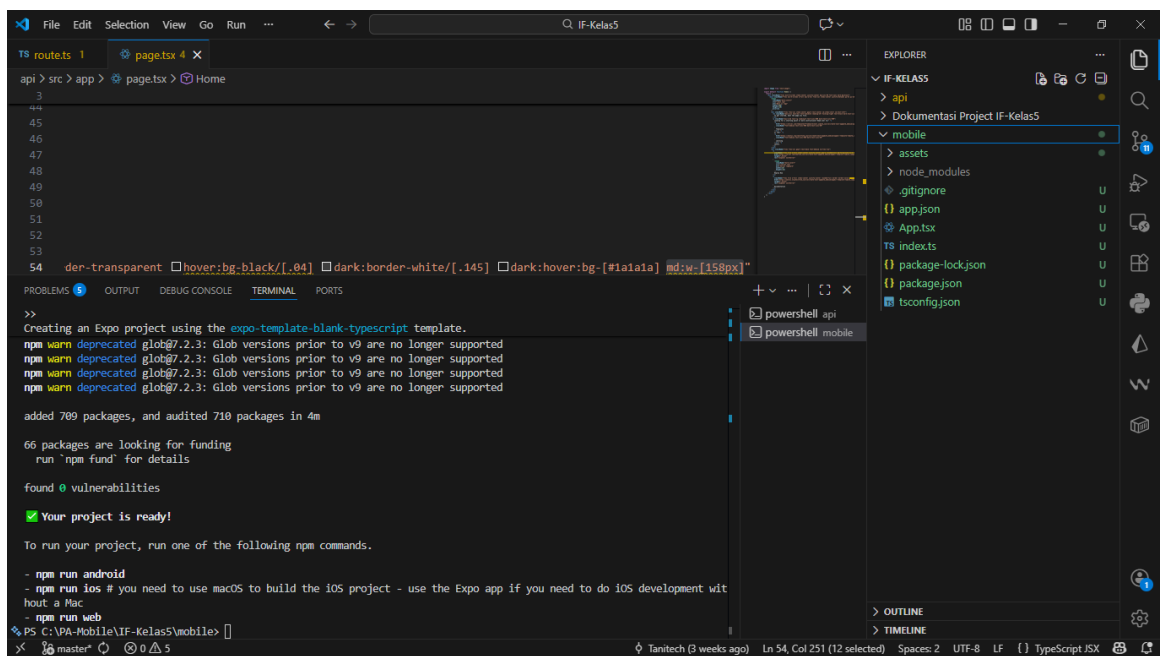 File Edit Selection View Go Run ··· ← → IF-Kelas5
TS route.ts 1 page.tsx 4 ×
api > src > app > page.tsx > Home
3
44
45
46
47
48
49
50
51
52
53
54 der-transparent hover:bg-black/[.04] dark:border-white/[.145] dark:hover:bg-[#1a1a1a] md:w-[158px]"
PROBLEMS 5 OUTPUT DEBUG CONSOLE TERMINAL PORTS
>>
Creating an Expo project using the expo-template-blank-typescript template.
npm warn deprecated glob@7.2.3: Glob versions prior to v9 are no longer supported
npm warn deprecated glob@7.2.3: Glob versions prior to v9 are no longer supported
npm warn deprecated glob@7.2.3: Glob versions prior to v9 are no longer supported
npm warn deprecated glob@7.2.3: Glob versions prior to v9 are no longer supported
added 709 packages, and audited 710 packages in 4m
66 packages are looking for funding
run `npm fund` for details
found 0 vulnerabilities
✅ Your project is ready!
To run your project, run one of the following npm commands.
- npm run android
- npm run ios # you need to use macOS to build the iOS project - use the Expo app if you need to do iOS development wit
hout a Mac
- npm run web
PS C:\PA-Mobile\IF-Kelas5\mobile>
powershell api
powershell mobile
EXPLORER ···
IF-KELAS5
> api
> Dokumentasi Project IF-Kelas5
mobile
> assets
> node_modules
.gitignore U
{} app.json U
App.tsx U
TS index.ts U
{} package-lock.json U
{} package.json U
tsconfig.json U
> OUTLINE
> TIMELINE
11
1
master* 0 5 Tanitech (3 weeks ago) Ln 54, Col 251 (12 selected) Spaces: 2 UTF-8 LF {} TypeScript JSX